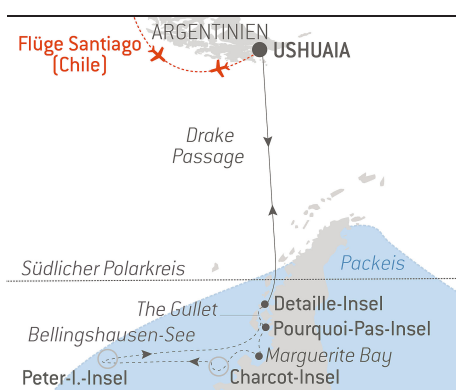 ARGENTINIEN
Flüge Santiago
(Chile)
USHUAIA
Drake
Passage
Südlicher Polarkreis
Packeis
The Gullet
Detaille-Insel
Bellingshausen-See
Pourquoi-Pas-Insel
Marguerite Bay
Peter-I.-Insel
Charcot-Insel